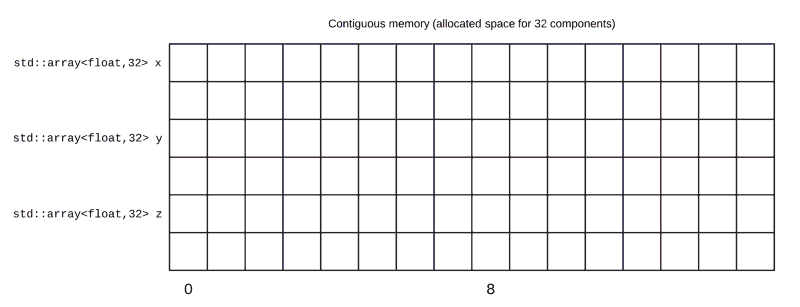 Contiguous memory (allocated space for 32 components)
std::array<float,32> x
std::array<float,32> y
std::array<float,32> z
0 8